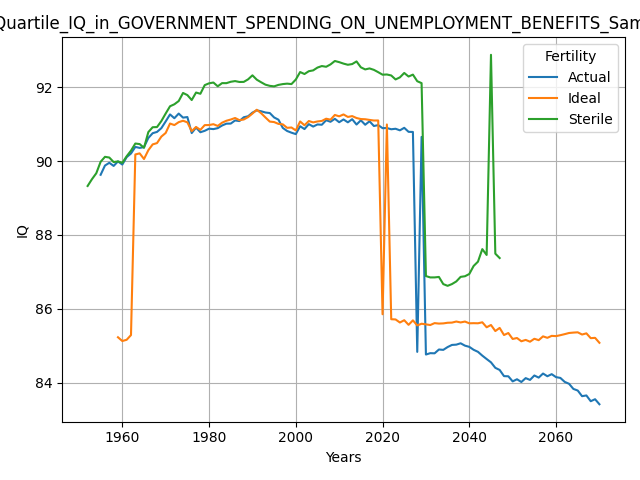 Quartile_IQ_in_GOVERNMENT_SPENDING_ON_UNEMPLOYMENT_BENEFITS_Sam
Fertility
Actual
Ideal
Sterile
92
90
88
86
84
IQ
1960 1980 2000 2020 2040 2060
Years